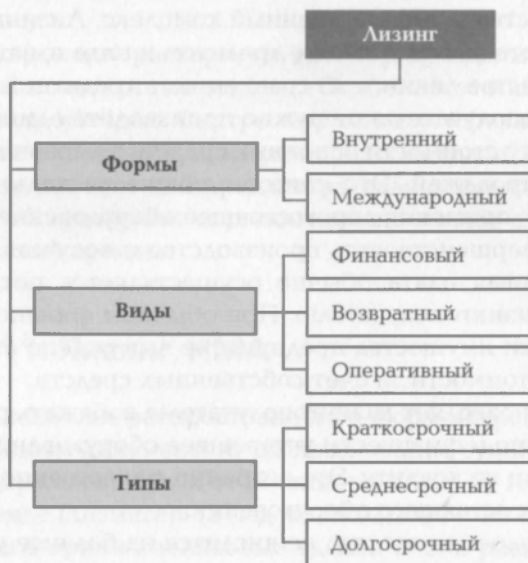 Лизинг
Формы
Внутренний
Международный
Виды
Финансовый
Возвратный
Оперативный
Типы
Краткосрочный
Среднесрочный
Долгосрочный